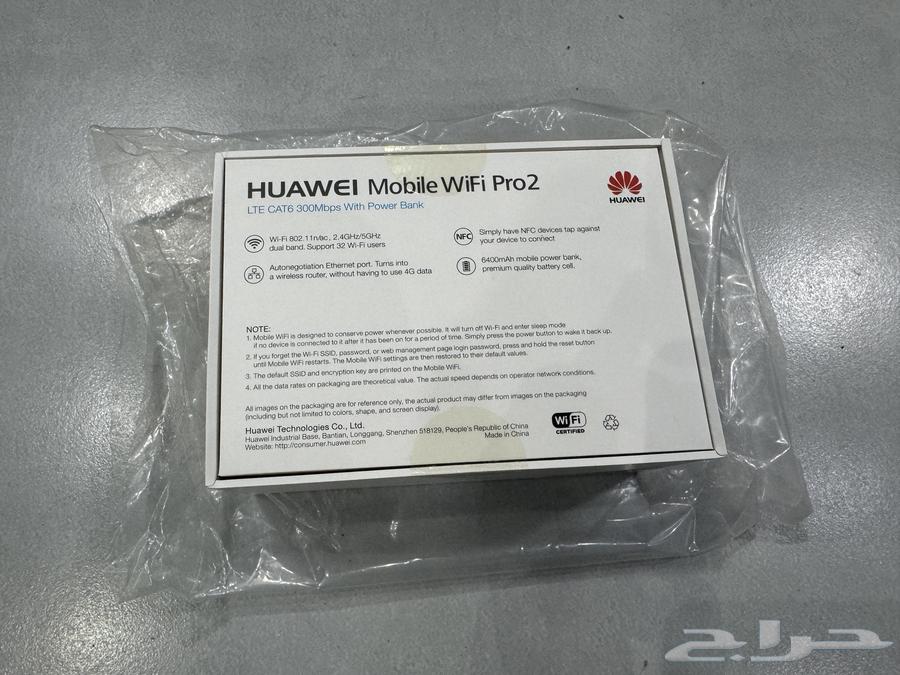 HUAWEI Mobile WiFi Pro2
LTE CAT6 300Mbps With Power Bank
HUAWEI
Wi-Fi 802.11n/ac, 2.4GHz/5GHz
dual band. Support 32 Wi-Fi users
NFC
Simply have NFC devices tap against
your device to connect
Autonegotiation Ethernet port. Turns into
a wireless router, without having to use 4G data
6400mAh mobile power bank,
premium quality battery cell.
NOTE:
1. Mobile WiFi is designed to conserve power whenever possible. It will turn off Wi-Fi and enter sleep mode
if no device is connected to it after it has been on for a period of time. Simply press the power button to wake it back up.
2. If you forget the Wi-Fi SSID, password, or web management page login password, press and hold the reset button
until Mobile WiFi restarts. The Mobile WiFi settings are then restored to their default values.
3. The default SSID and encryption key are printed on the Mobile WiFi.
4. All the data rates on packaging are theoretical value. The actual speed depends on operator network conditions.
All images on the packaging are for reference only, the actual product may differ from images on the packaging
(including but not limited to colors, shape, and screen display).
Huawei Technologies Co., Ltd.
Huawei Industrial Base, Bantian, Longgang, Shenzhen 518129, People's Republic of China
Website: http://consumer.huawei.com
Made in China
Wi Fi
CERTIFIED
حراج